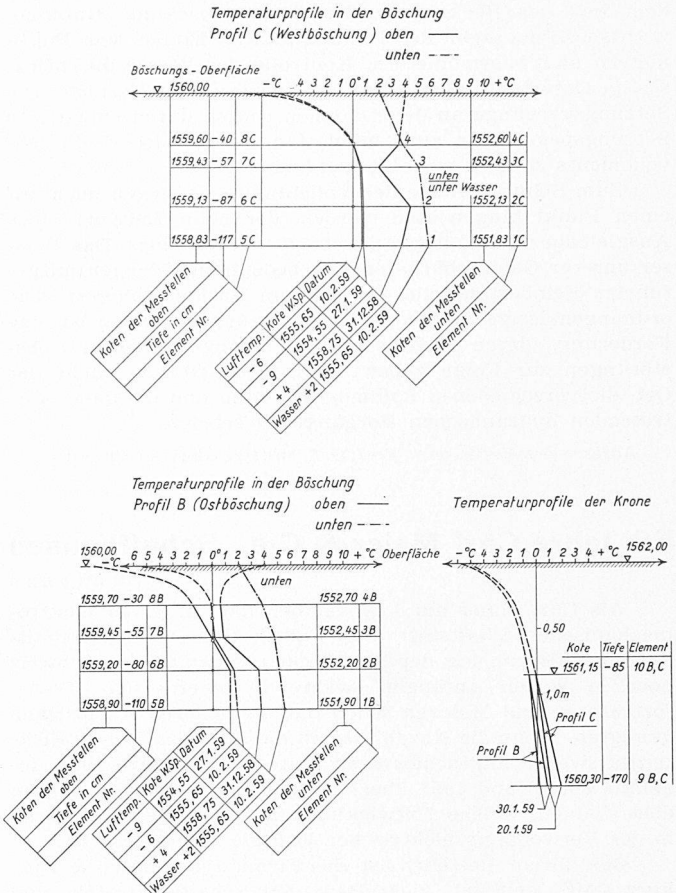 Temperaturprofile in der Böschung
Profil C (Westböschung) oben
unten
Böschungs - Oberfläche
1560,00
-°C 4 3 2 1 0° 1 2 3 4 5 6 7 8 9 10 +°C
1559,60 -40 8C
4
1552,60 4C
1559,43 -57 7C
3
1552,43 3C
unten
unter Wasser
1559,13 -87 6C
2
1552,13 2C
1558,83 -117 5C
1
1551,83 1C
Koten der Messtellen
oben
Tiefe in cm
Element Nr.
Lufttemp. Kote WSp. Datum
-6 1555,65 10.2.59
-9 1554,55 27.1.59
+4 1558,75 31.12.58
Wasser +2 1555,65 10.2.59
Koten der Messtellen
unten
Element Nr.
Temperaturprofile in der Böschung
Profil B (Ostböschung) oben
unten
1560,00
-°C 6 5 4 3 2 1 0° 1 2 3 4 5 6 7 8 9 10 +°C Oberfläche
unten
1559,70 -30 8B
1552,70 4B
1559,45 -55 7B
1552,45 3B
1559,20 -80 6B
1552,20 2B
1558,90 -110 5B
1551,90 1B
Koten der Messtellen
oben
Tiefe in cm
Element Nr.
Lufttemp. Kote WSp. Datum
-9 1554,55 27.1.59
-6 1555,65 10.2.59
+4 1558,75 31.12.58
Wasser +2 1555,65 10.2.59
Koten der Messtellen
unten
Element Nr.
Temperaturprofile der Krone
-°C 4 3 2 1 0 1 2 3 4 +°C 1562,00
0,50
Kote Tiefe Element
1561,15 -85 10 B,C
1,0m
Profil C
Profil B
1560,30 -170 9 B,C
30.1.59
20.1.59